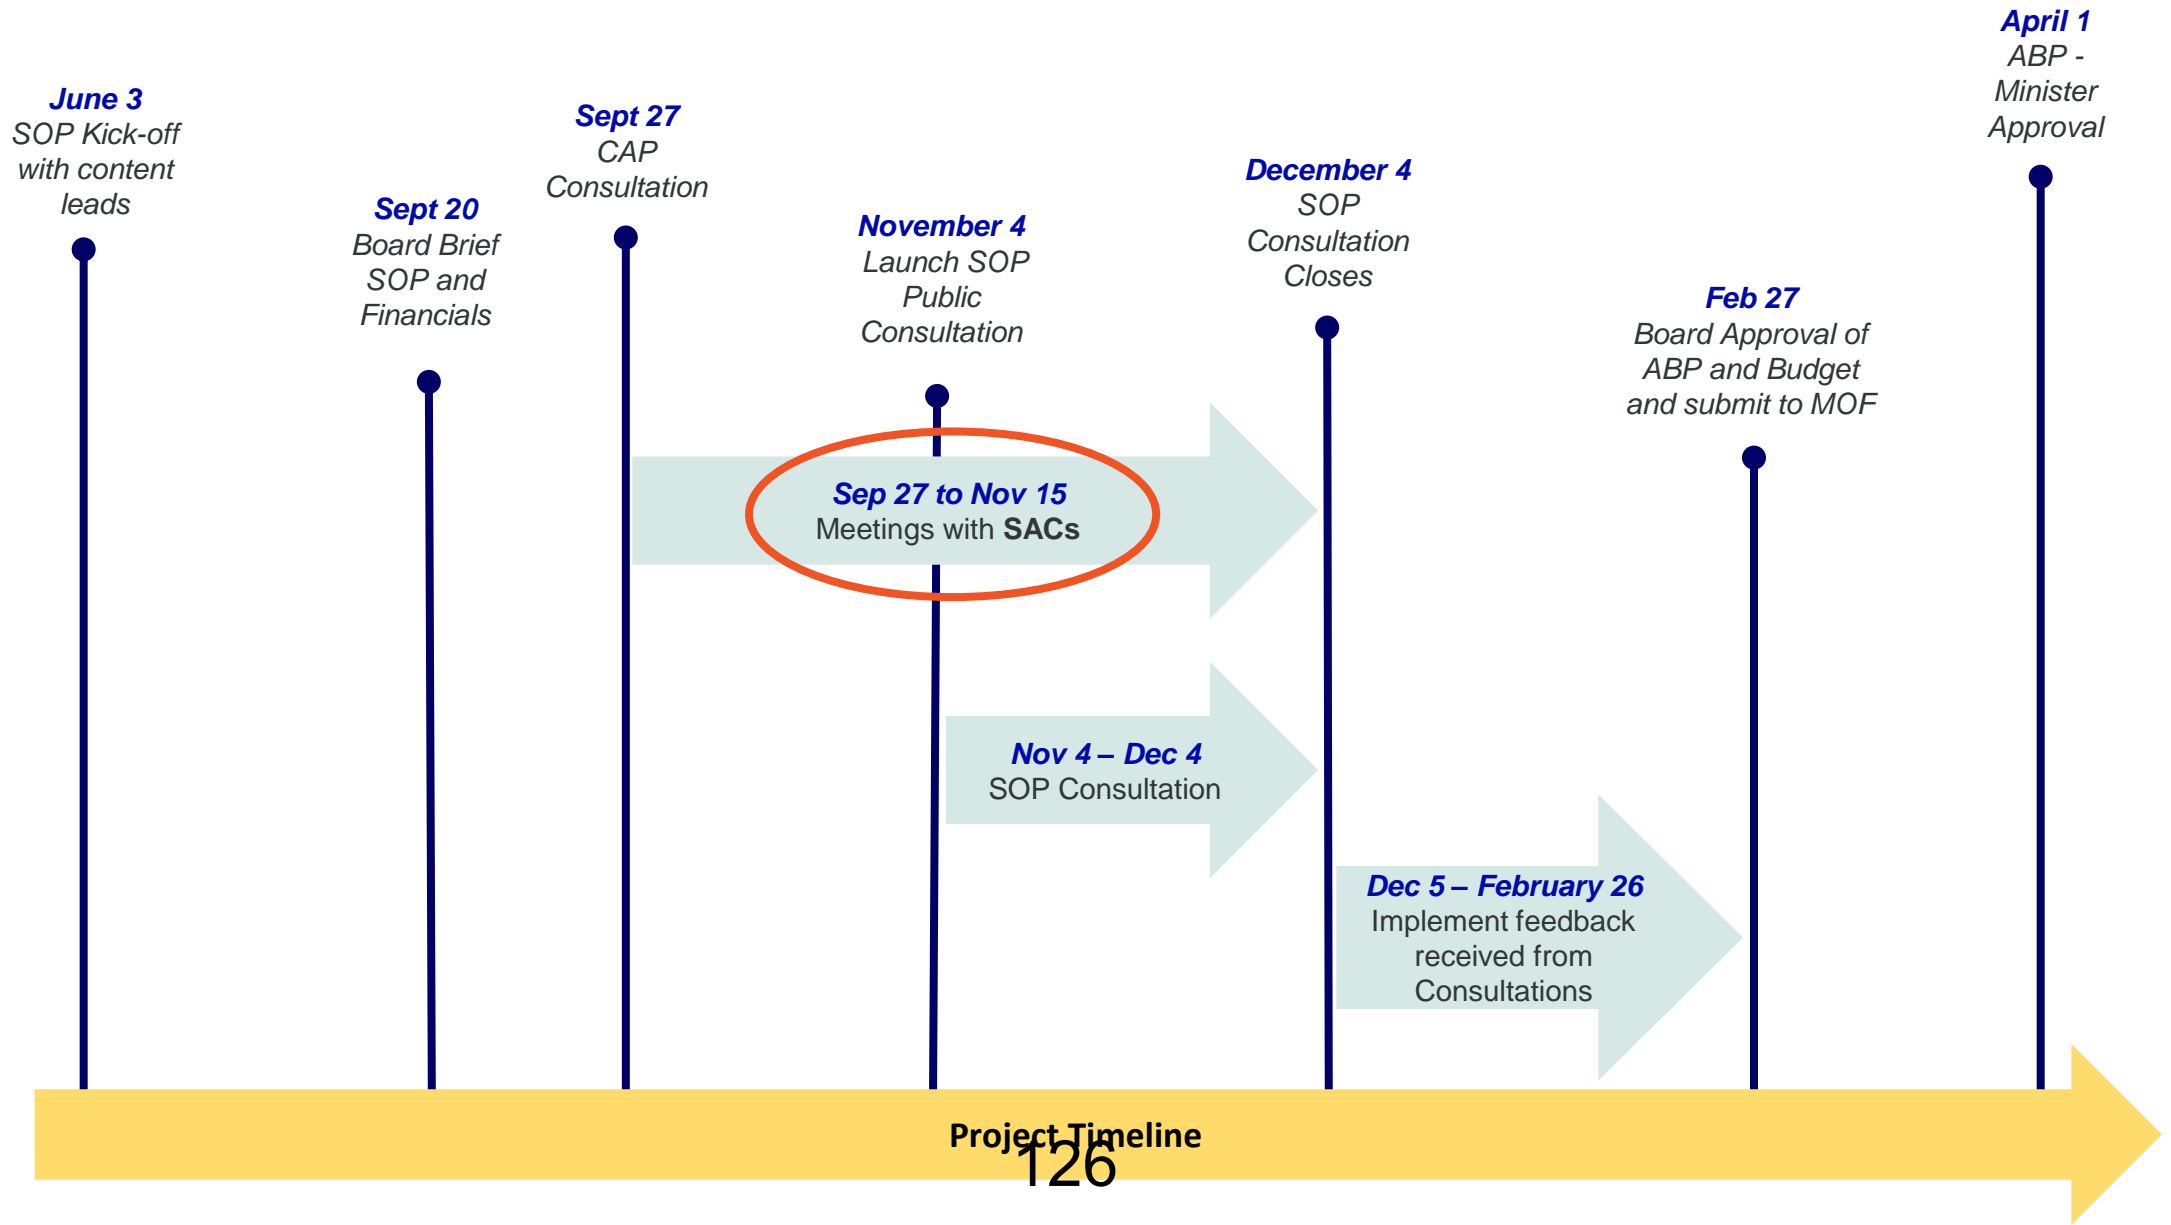 June 3
SOP Kick-off
with content
leads
Sept 20
Board Brief
SOP and
Financials
Sept 27
CAP
Consultation
November 4
Launch SOP
Public
Consultation
December 4
SOP
Consultation
Closes
Feb 27
Board Approval of
ABP and Budget
and submit to MOF
April 1
ABP -
Minister
Approval
Sep 27 to Nov 15
Meetings with SACs
Nov 4 – Dec 4
SOP Consultation
Dec 5 – February 26
Implement feedback
received from
Consultations
Project Timeline
126